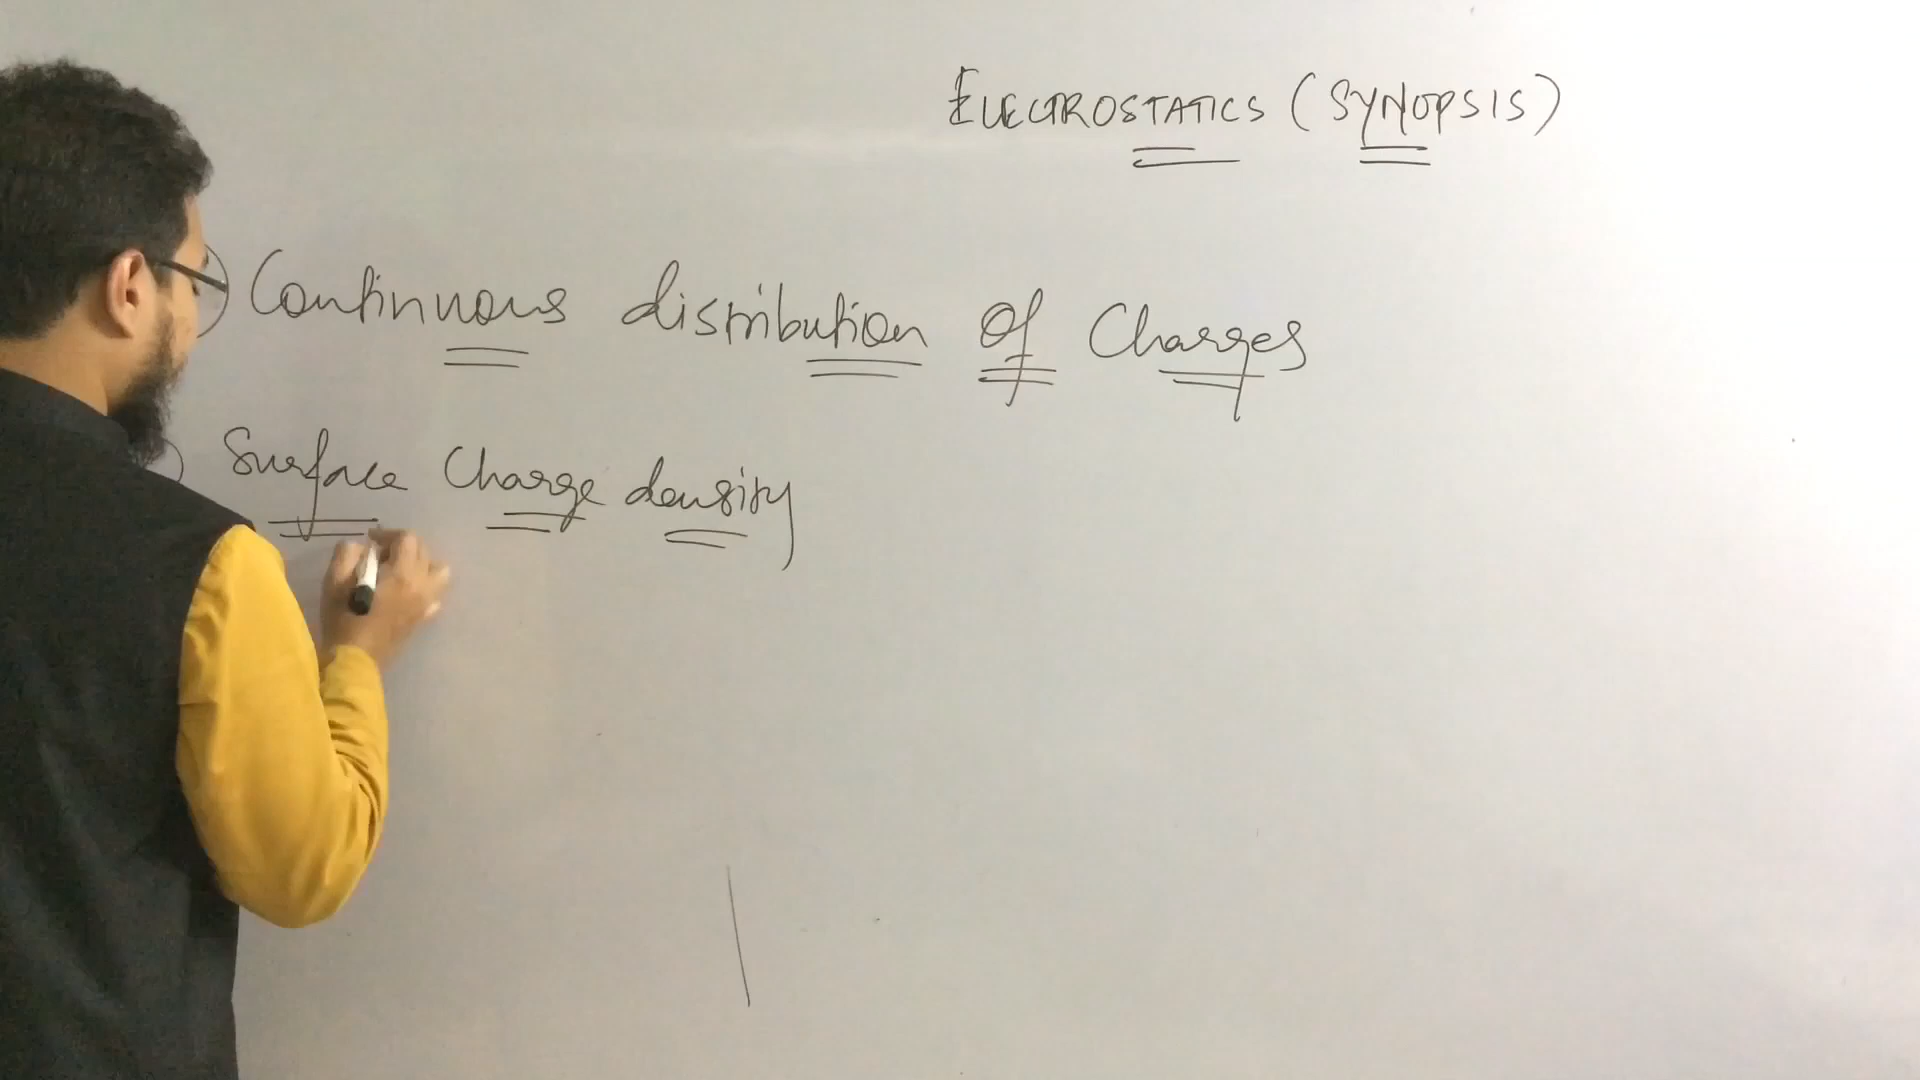 ELECTROSTATICS (SYNOPSIS)
Continuous distribution of Charges
Surface Charge density